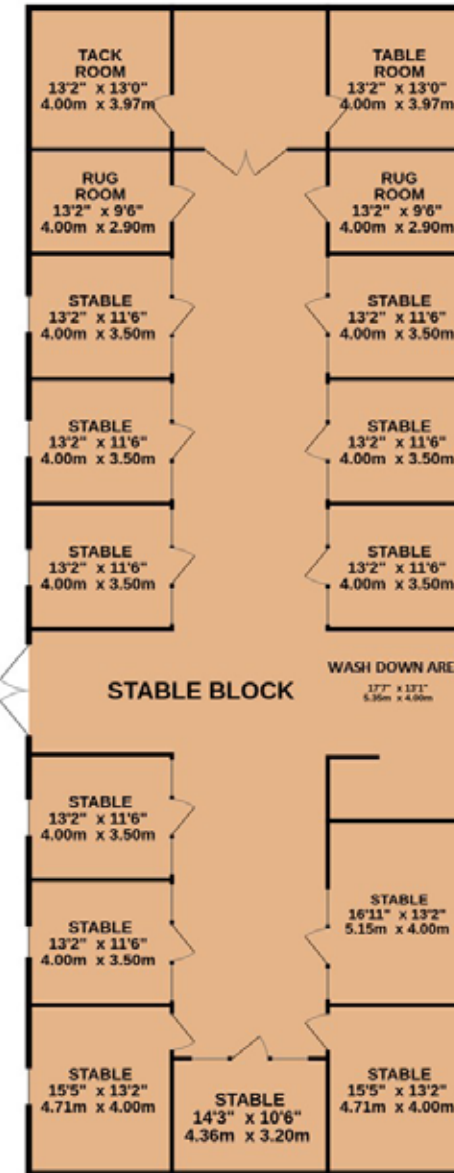 TACK
ROOM
13'2" x 13'0"
4.00m x 3.97m
TABLE
ROOM
13'2" x 13'0"
4.00m x 3.97m
RUG
ROOM
13'2" x 9'6"
4.00m x 2.90m
RUG
ROOM
13'2" x 9'6"
4.00m x 2.90m
STABLE
13'2" x 11'6"
4.00m x 3.50m
STABLE
13'2" x 11'6"
4.00m x 3.50m
STABLE
13'2" x 11'6"
4.00m x 3.50m
STABLE
13'2" x 11'6"
4.00m x 3.50m
STABLE
13'2" x 11'6"
4.00m x 3.50m
STABLE
13'2" x 11'6"
4.00m x 3.50m
STABLE BLOCK
WASH DOWN ARE
17'7" x 13'1"
5.35m x 4.00m
STABLE
13'2" x 11'6"
4.00m x 3.50m
STABLE
16'11" x 13'2"
5.15m x 4.00m
STABLE
13'2" x 11'6"
4.00m x 3.50m
STABLE
15'5" x 13'2"
4.71m x 4.00m
STABLE
14'3" x 10'6"
4.36m x 3.20m
STABLE
15'5" x 13'2"
4.71m x 4.00m